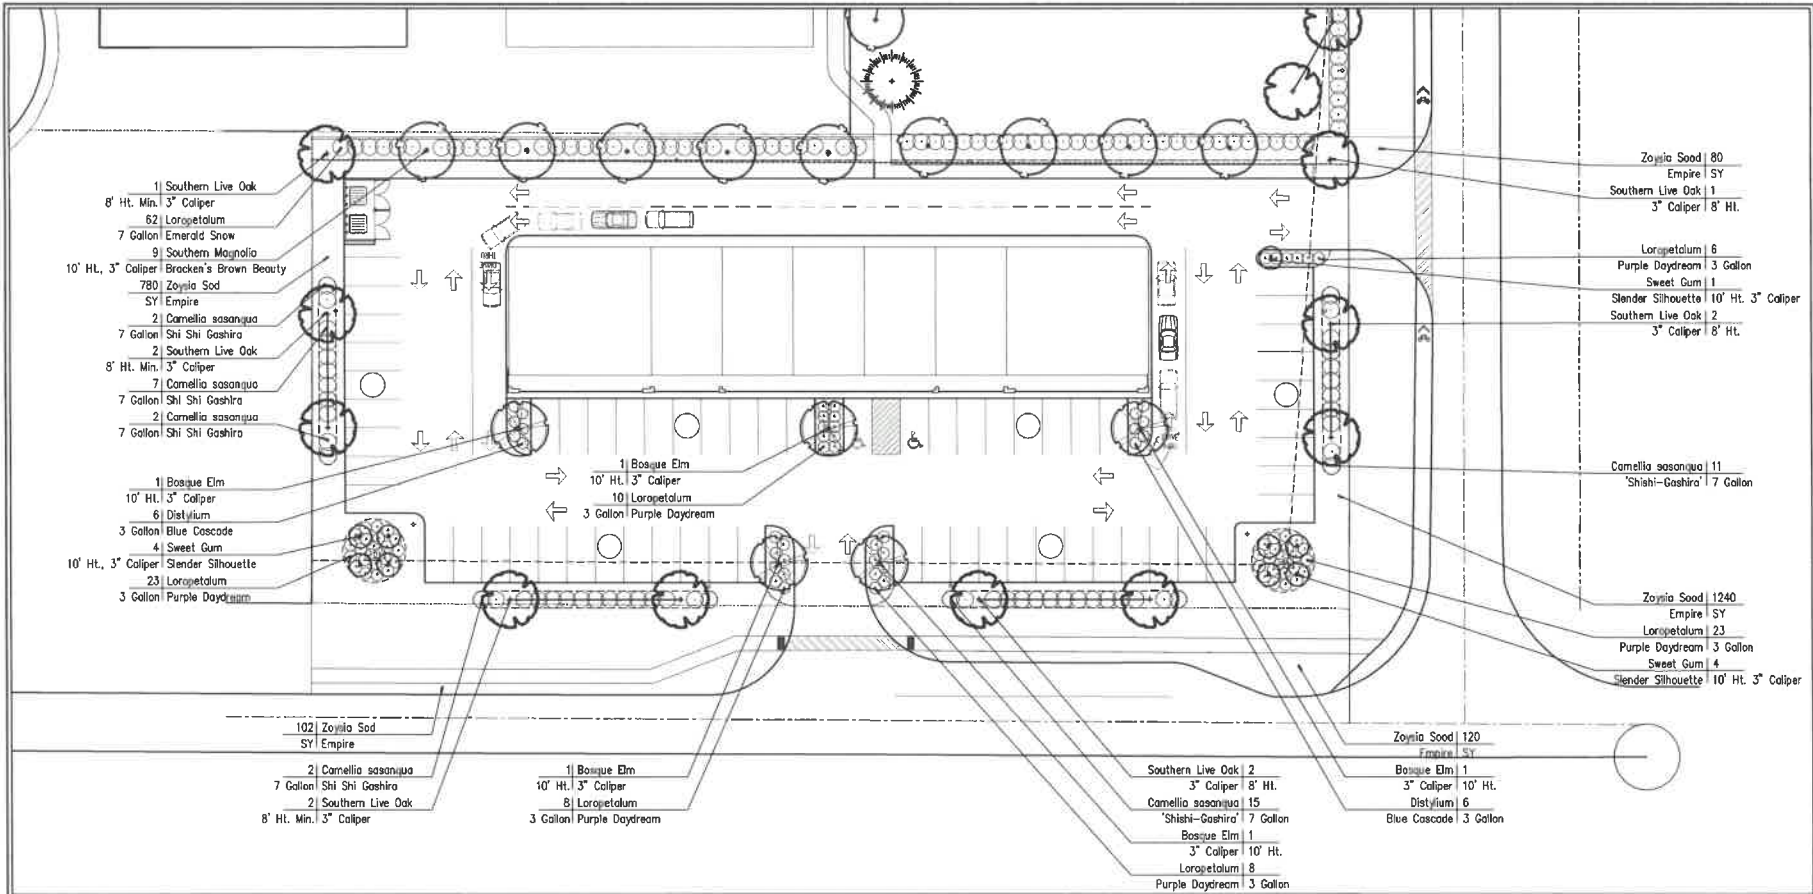 1 Southern Live Oak
8' Ht. Min. 3" Caliper
62 Loropetalum
7 Gallon Emerald Snow
9 Southern Magnolia
10' Ht., 3" Caliper Bracken's Brown Beauty
780 Zoysia Sod
SY Empire
2 Camellia sasanqua
7 Gallon Shi Shi Gashira
2 Southern Live Oak
8' Ht. Min. 3" Caliper
7 Camellia sasanqua
7 Gallon Shi Shi Gashira
2 Camellia sasanqua
7 Gallon Shi Shi Gashira
1 Bosque Elm
10' Ht. 3" Caliper
6 Distylium
3 Gallon Blue Cascade
4 Sweet Gum
10' Ht., 3" Caliper Slender Silhouette
23 Loropetalum
3 Gallon Purple Daydream
1 Bosque Elm
10' Ht. 3" Caliper
10 Loropetalum
3 Gallon Purple Daydream
Zoysia Sood 80
Empire SY
Southern Live Oak 1
3" Caliper 8' Ht.
Loropetalum 6
Purple Daydream 3 Gallon
Sweet Gum 1
Slender Silhouette 10' Ht. 3" Caliper
Southern Live Oak 2
3" Caliper 8' Ht.
Camellia sasanqua 11
'Shishi-Gashira' 7 Gallon
Zoysia Sood 1240
Empire SY
Loropetalum 23
Purple Daydream 3 Gallon
Sweet Gum 4
Slender Silhouette 10' Ht. 3" Caliper
102 Zoysia Sod
SY Empire
2 Camellia sasanqua
7 Gallon Shi Shi Gashira
2 Southern Live Oak
8' Ht. Min. 3" Caliper
1 Bosque Elm
10' Ht. 3" Caliper
8 Loropetalum
3 Gallon Purple Daydream
Southern Live Oak 2
3" Caliper 8' Ht.
Camellia sasanqua 15
'Shishi-Gashira' 7 Gallon
Bosque Elm 1
3" Caliper 10' Ht.
Loropetalum 8
Purple Daydream 3 Gallon
Zoysia Sood 120
Empire SY
Bosque Elm 1
3" Caliper 10' Ht.
Distylium 6
Blue Cascade 3 Gallon